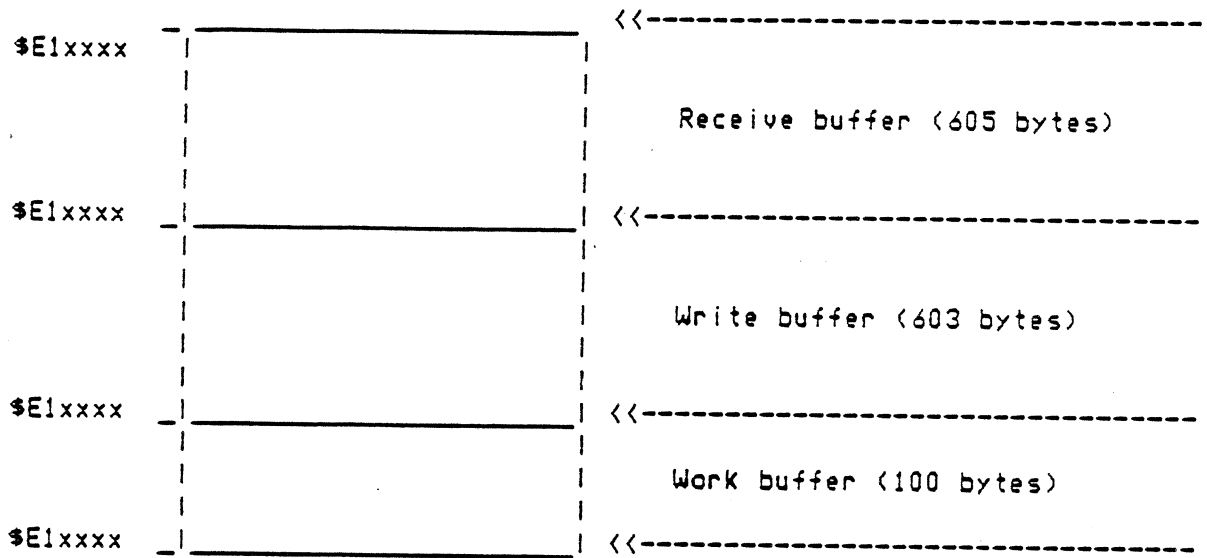 <<--------------------------------
$E1xxxx
Receive buffer (605 bytes)
$E1xxxx <<--------------------------------
Write buffer (603 bytes)
$E1xxxx <<--------------------------------
Work buffer (100 bytes)
$E1xxxx <<--------------------------------